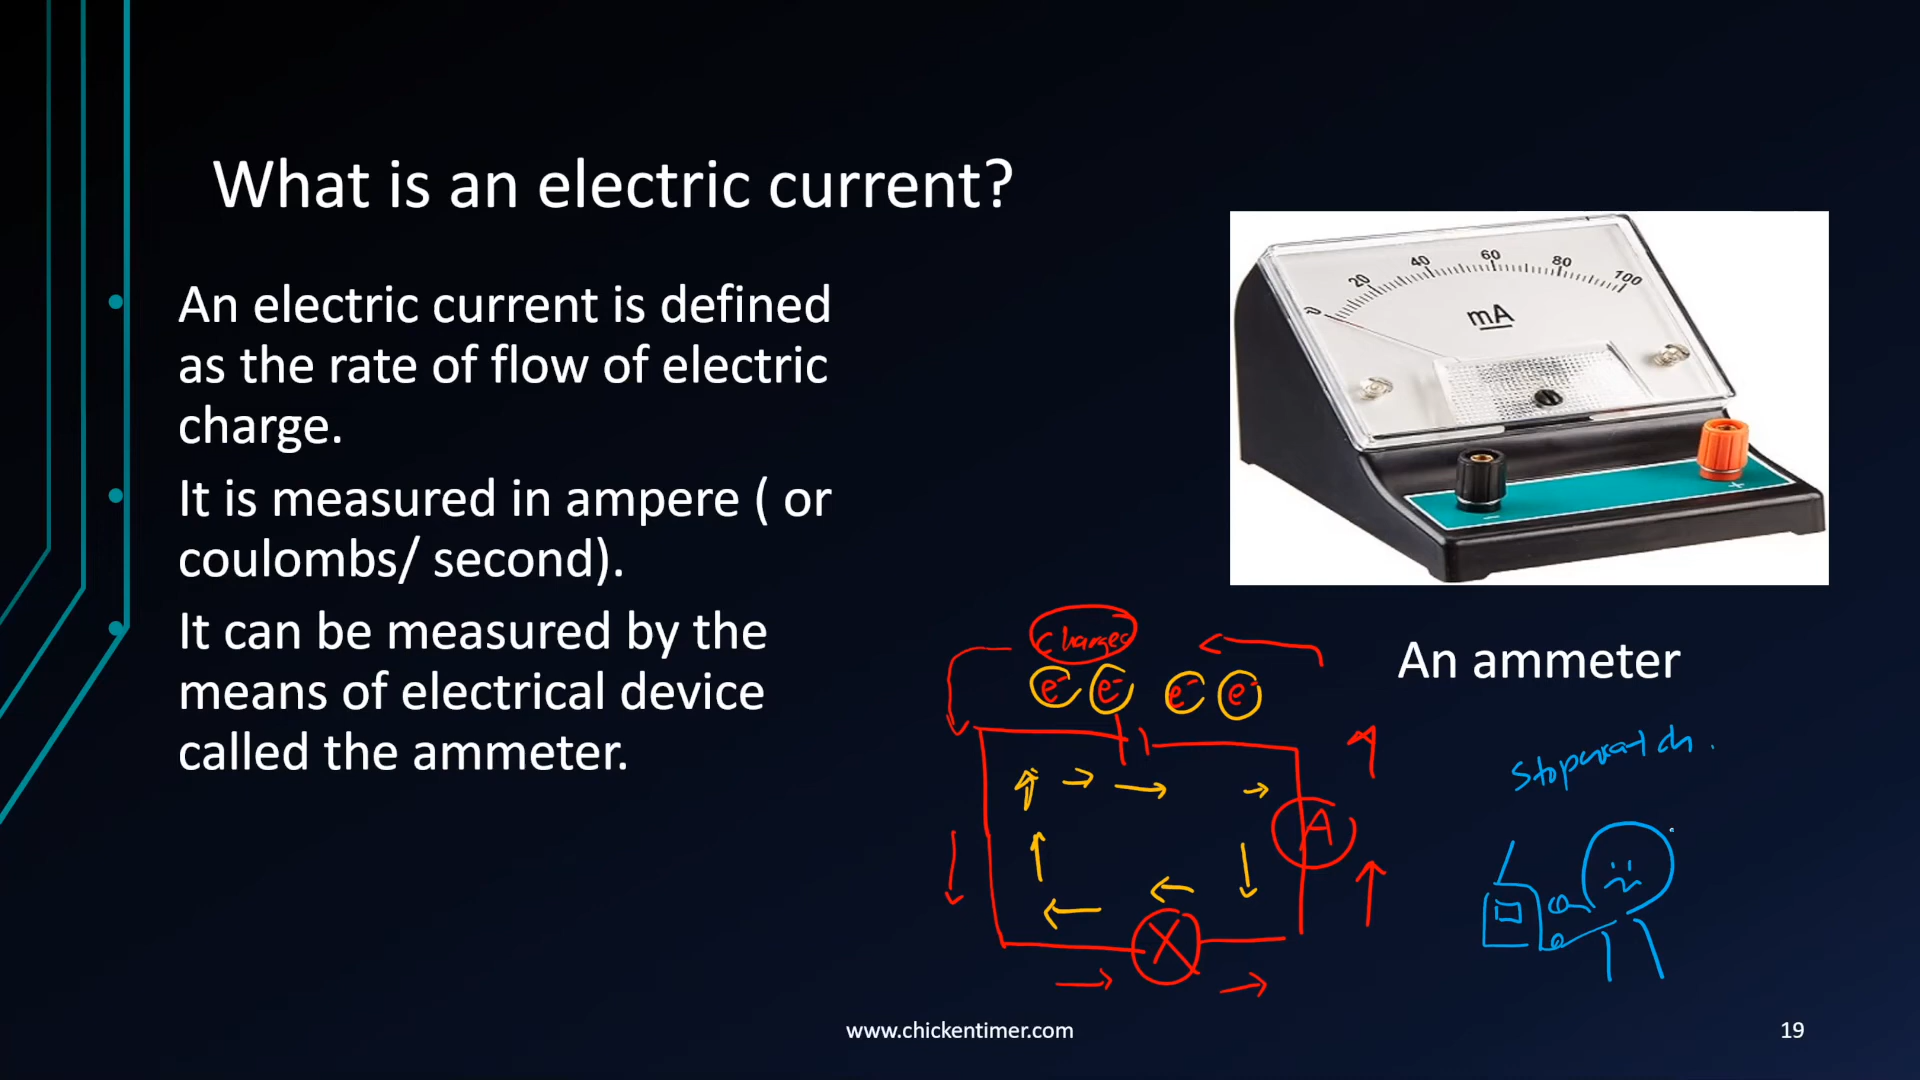 What is an electric current?
• An electric current is defined
as the rate of flow of electric
charge.
• It is measured in ampere ( or
coulombs/ second).
• It can be measured by the
means of electrical device
called the ammeter.
0 20 40 60 80 100
mA
- +
An ammeter
charges
e- e- e- e-
A
X
Stopwatch.
www.chickentimer.com
19